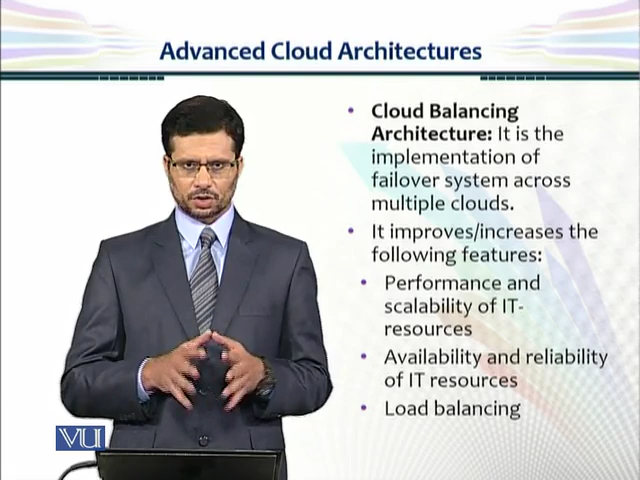 Advanced Cloud Architectures
• Cloud Balancing
Architecture: It is the
implementation of
failover system across
multiple clouds.
• It improves/increases the
following features:
• Performance and
scalability of IT-
resources
• Availability and reliability
of IT resources
• Load balancing
VU